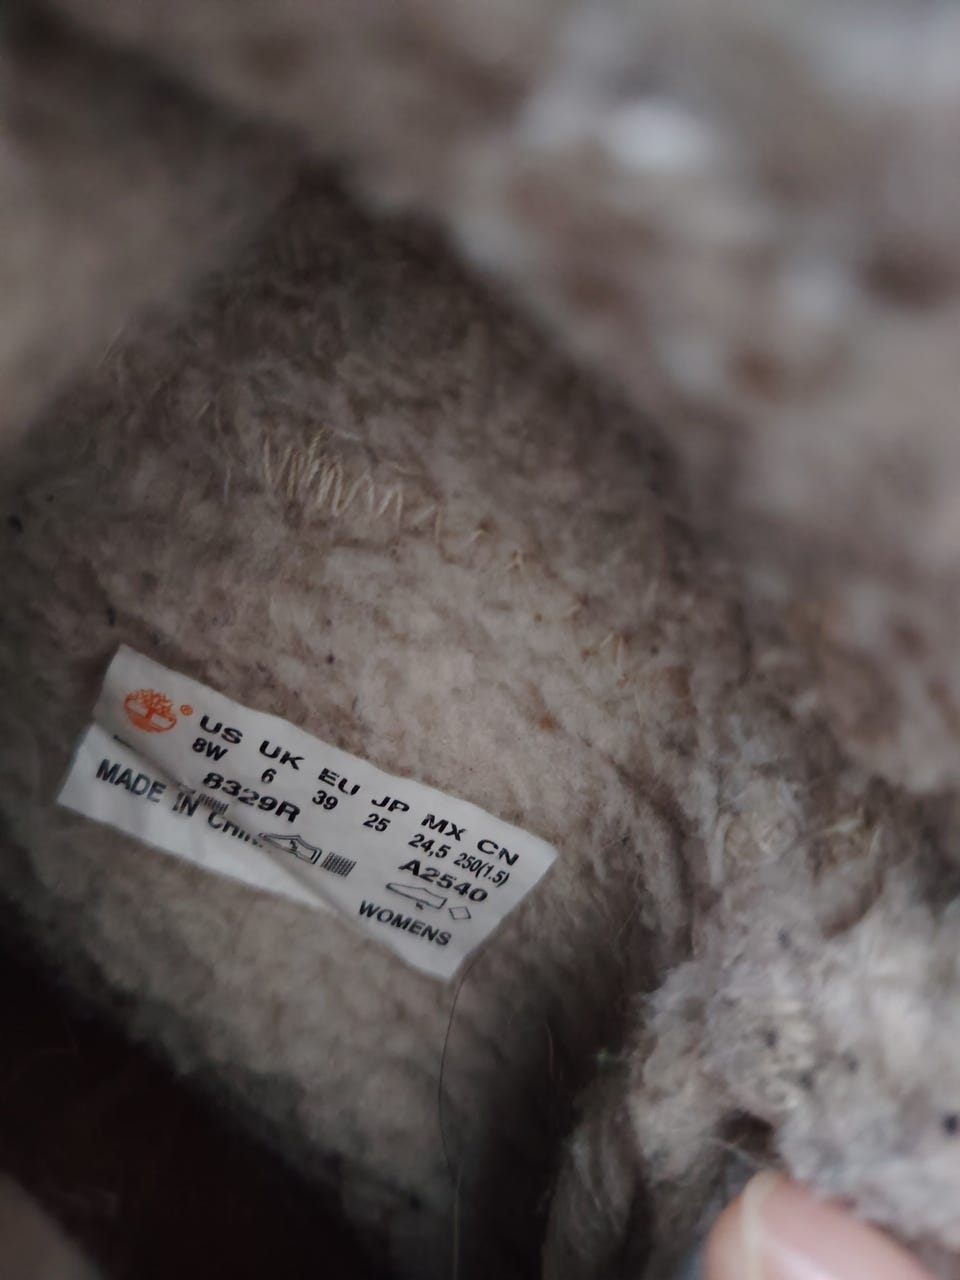 US UK EU JP MX CN
8W 6 39 25 24,5 250(1.5)
8329R A2540
MADE IN CHINA
WOMENS